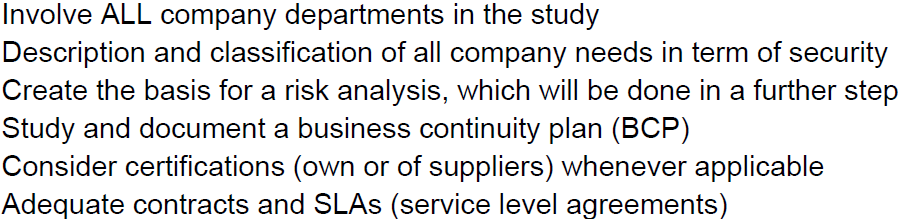 Involve ALL company departments in the study
Description and classification of all company needs in term of security
Create the basis for a risk analysis, which will be done in a further step
Study and document a business continuity plan (BCP)
Consider certifications (own or of suppliers) whenever applicable
Adequate contracts and SLAs (service level agreements)